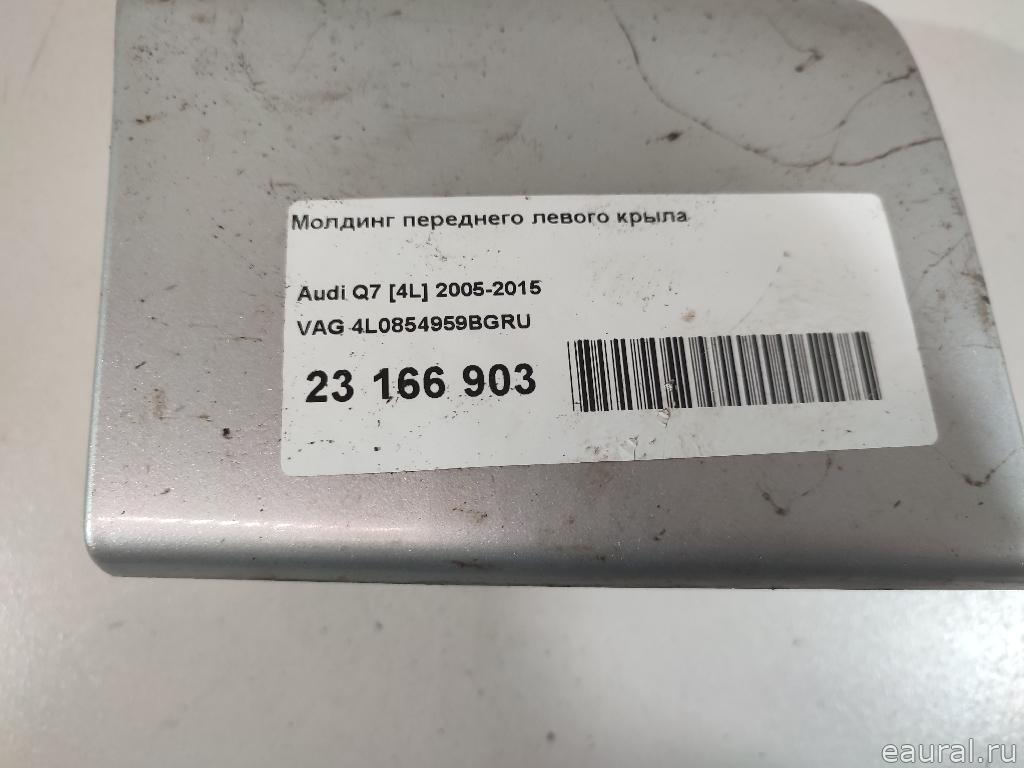 Молдинг переднего левого крыла
Audi Q7 [4L] 2005-2015
VAG 4L0854959BGRU
23 166 903
eaural.ru